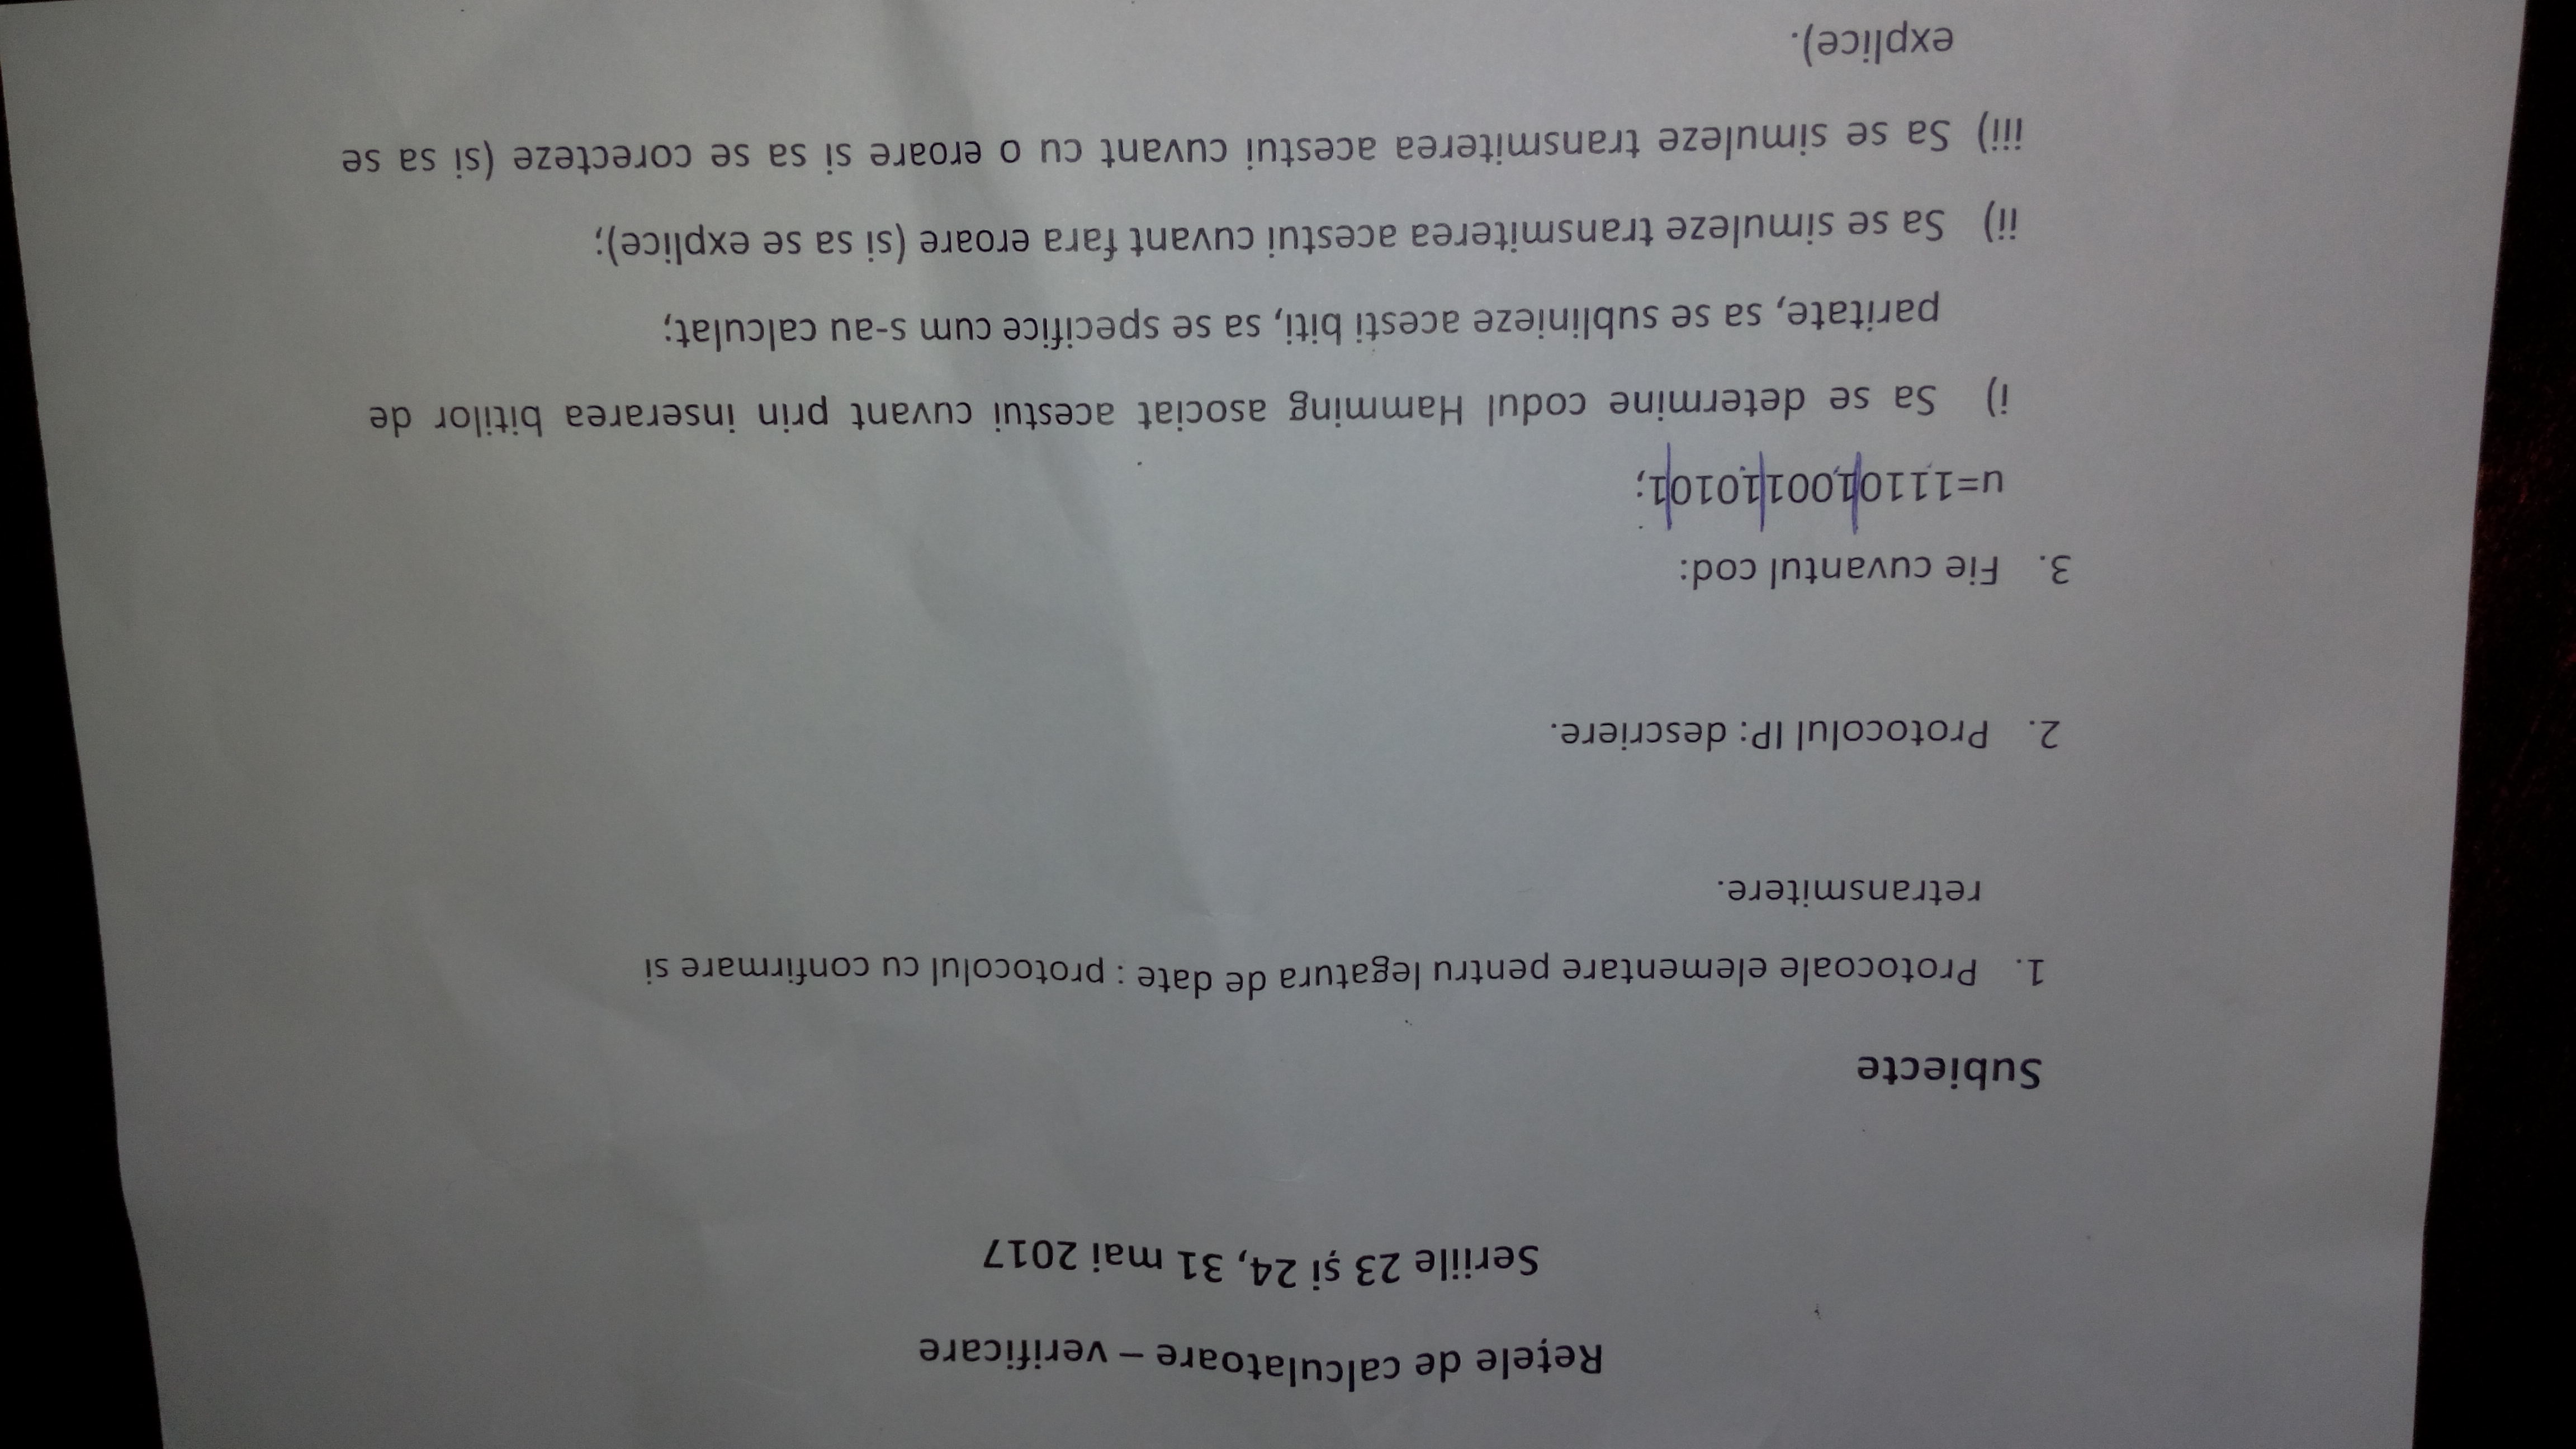 Rețele de calculatoare – verificare
Seriile 23 și 24, 31 mai 2017
Subiecte
1. Protocoale elementare pentru legatura de date : protocolul cu confirmare si
retransmitere.
2. Protocolul IP: descriere.
3. Fie cuvantul cod:
u=1110100110101;
i) Sa se determine codul Hamming asociat acestui cuvant prin inserarea bitilor de
paritate, sa se sublinieze acesti biti, sa se specifice cum s-au calculat;
ii) Sa se simuleze transmiterea acestui cuvant fara eroare (si sa se explice);
iii) Sa se simuleze transmiterea acestui cuvant cu o eroare si sa se corecteze (si sa se
explice).